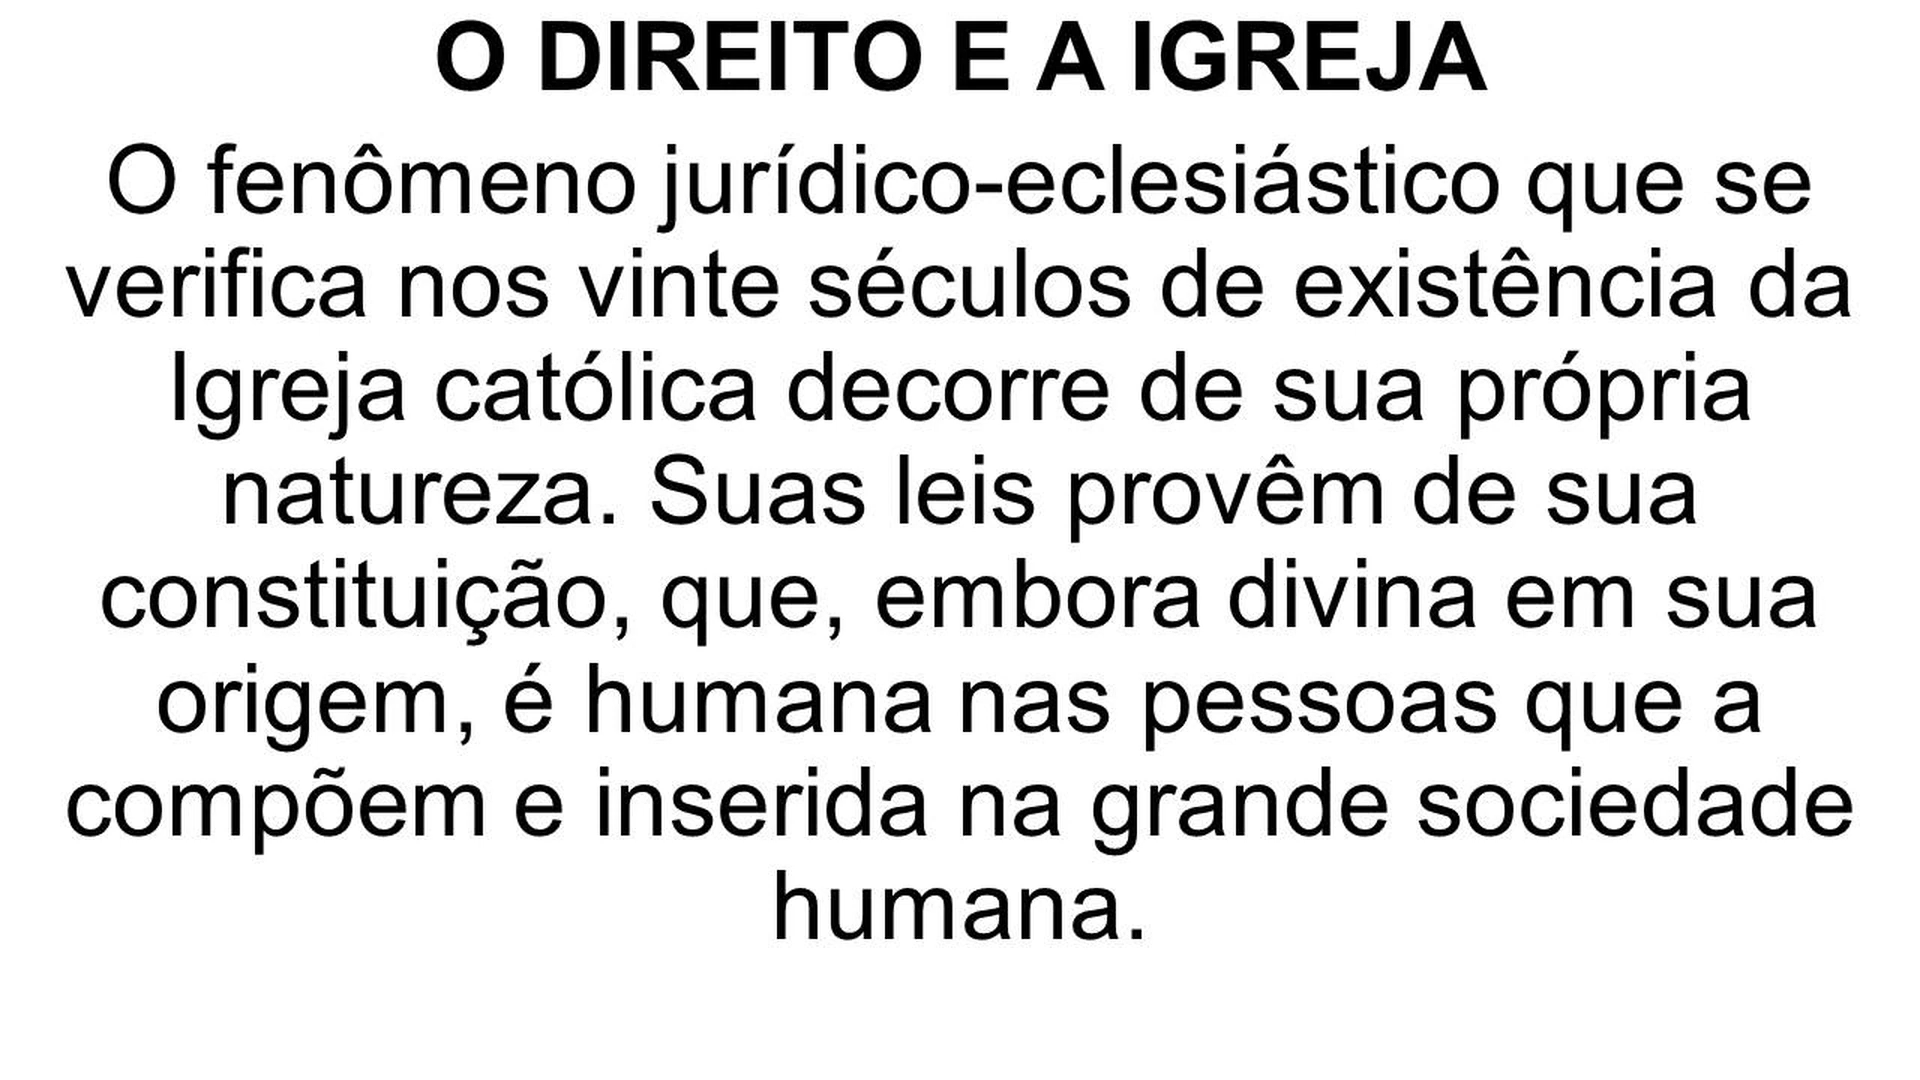 O DIREITO E A IGREJA
O fenômeno jurídico-eclesiástico que se
verifica nos vinte séculos de existência da
Igreja católica decorre de sua própria
natureza. Suas leis provêm de sua
constituição, que, embora divina em sua
origem, é humana nas pessoas que a
compõem e inserida na grande sociedade
humana.